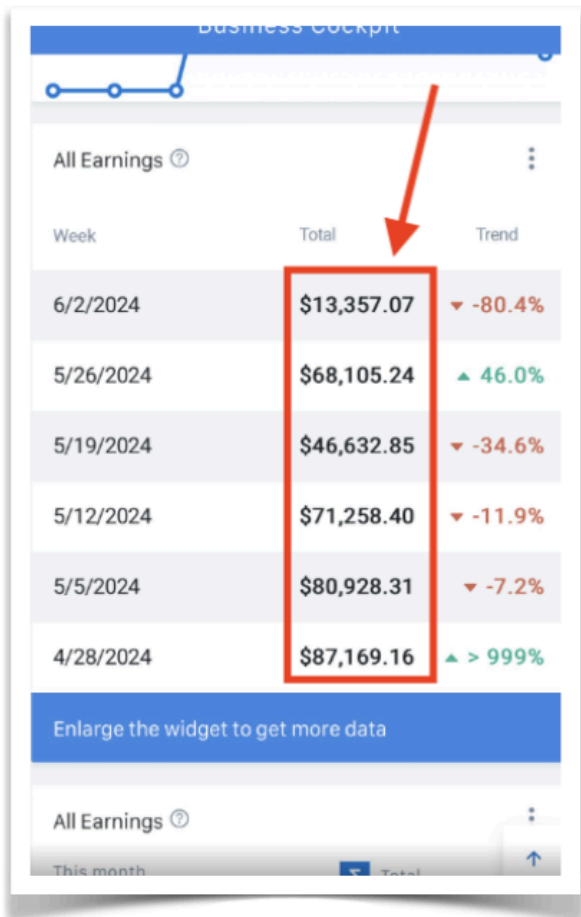 Business Cockpit
All Earnings ?
Week Total Trend
6/2/2024 $13,357.07 ▼ -80.4%
5/26/2024 $68,105.24 ▲ 46.0%
5/19/2024 $46,632.85 ▼ -34.6%
5/12/2024 $71,258.40 ▼ -11.9%
5/5/2024 $80,928.31 ▼ -7.2%
4/28/2024 $87,169.16 ▲ > 999%
Enlarge the widget to get more data
All Earnings ?
This month Σ Total